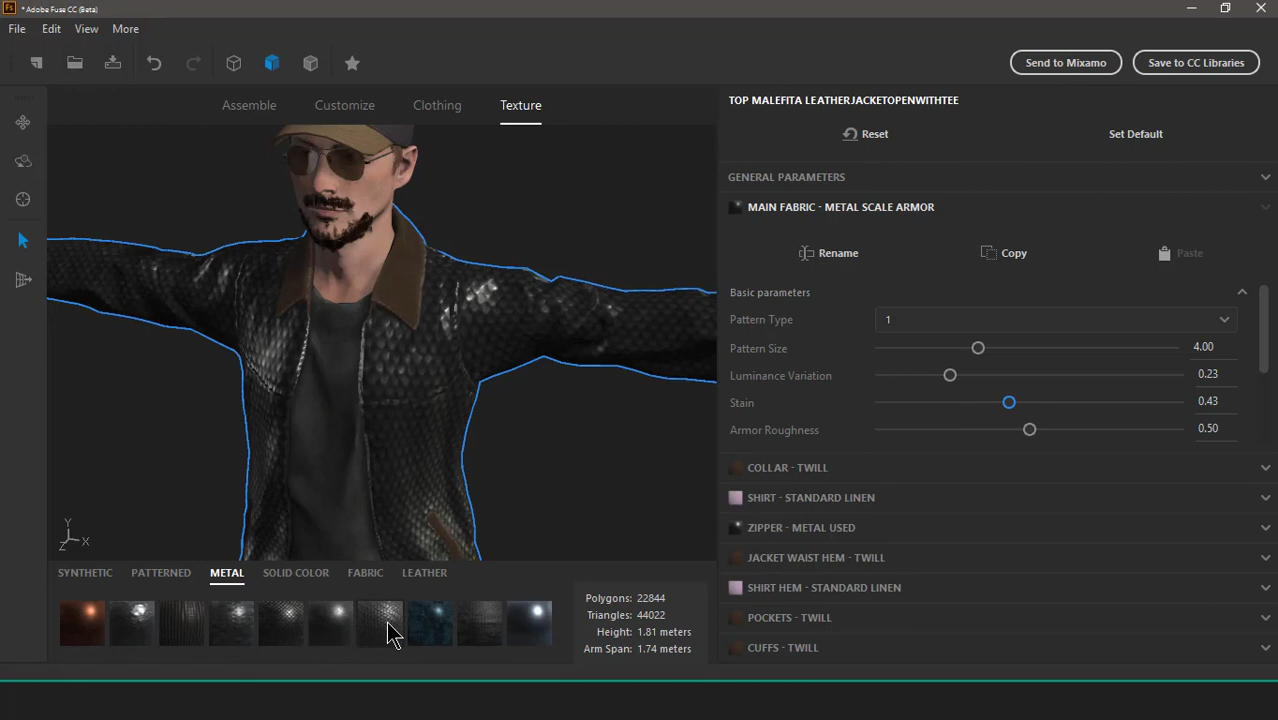 Fs * Adobe Fuse CC (Beta)
File Edit View More
Send to Mixamo Save to CC Libraries
Assemble Customize Clothing Texture
TOP MALEFITA LEATHERJACKETOPENWITHTEE
Reset Set Default
GENERAL PARAMETERS
MAIN FABRIC - METAL SCALE ARMOR
Rename Copy Paste
Basic parameters
Pattern Type 1
Pattern Size 4.00
Luminance Variation 0.23
Stain 0.43
Armor Roughness 0.50
COLLAR - TWILL
SHIRT - STANDARD LINEN
ZIPPER - METAL USED
JACKET WAIST HEM - TWILL
SHIRT HEM - STANDARD LINEN
POCKETS - TWILL
CUFFS - TWILL
Y
Z X
SYNTHETIC PATTERNED METAL SOLID COLOR FABRIC LEATHER
Polygons: 22844
Triangles: 44022
Height: 1.81 meters
Arm Span: 1.74 meters